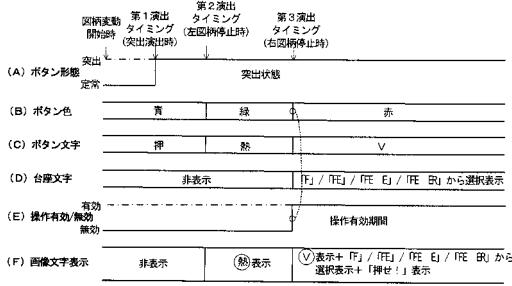 図柄変動
開始時
第1演出
タイミング
(突出演出時)
第2演出
タイミング
(左図柄停止時)
第3演出
タイミング
(右図柄停止時)
(A)ボタン形態
突出
定常
突出状態
(B)ボタン色
青
緑
赤
(C)ボタン文字
押
熱
V
(D)台座文字
非表示
「F」/「FE」/「FE E」/「FE ER」から選択表示
(E)操作有効/無効
有効
無効
操作有効期間
(F)画像文字表示
非表示
熱 表示
V 表示+「F」/「FE」/「FE E」/「FE ER」から
選択表示+「押せ!」表示